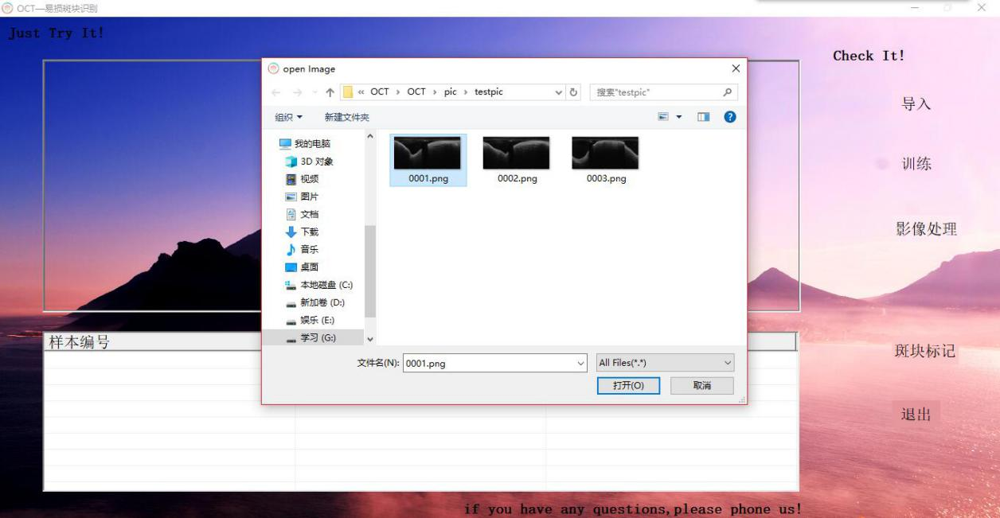 OCT—易损斑块识别
Just Try It!
Check It!
导入
训练
影像处理
斑块标记
退出
open Image
« OCT › OCT › pic › testpic
搜索"testpic"
组织
新建文件夹
我的电脑
3D 对象
视频
图片
文档
下载
音乐
桌面
本地磁盘 (C:)
新加卷 (D:)
娱乐 (E:)
学习 (G:)
0001.png
0002.png
0003.png
文件名(N):
0001.png
All Files(*.*)
打开(O)
取消
样本编号
if you have any questions,please phone us!